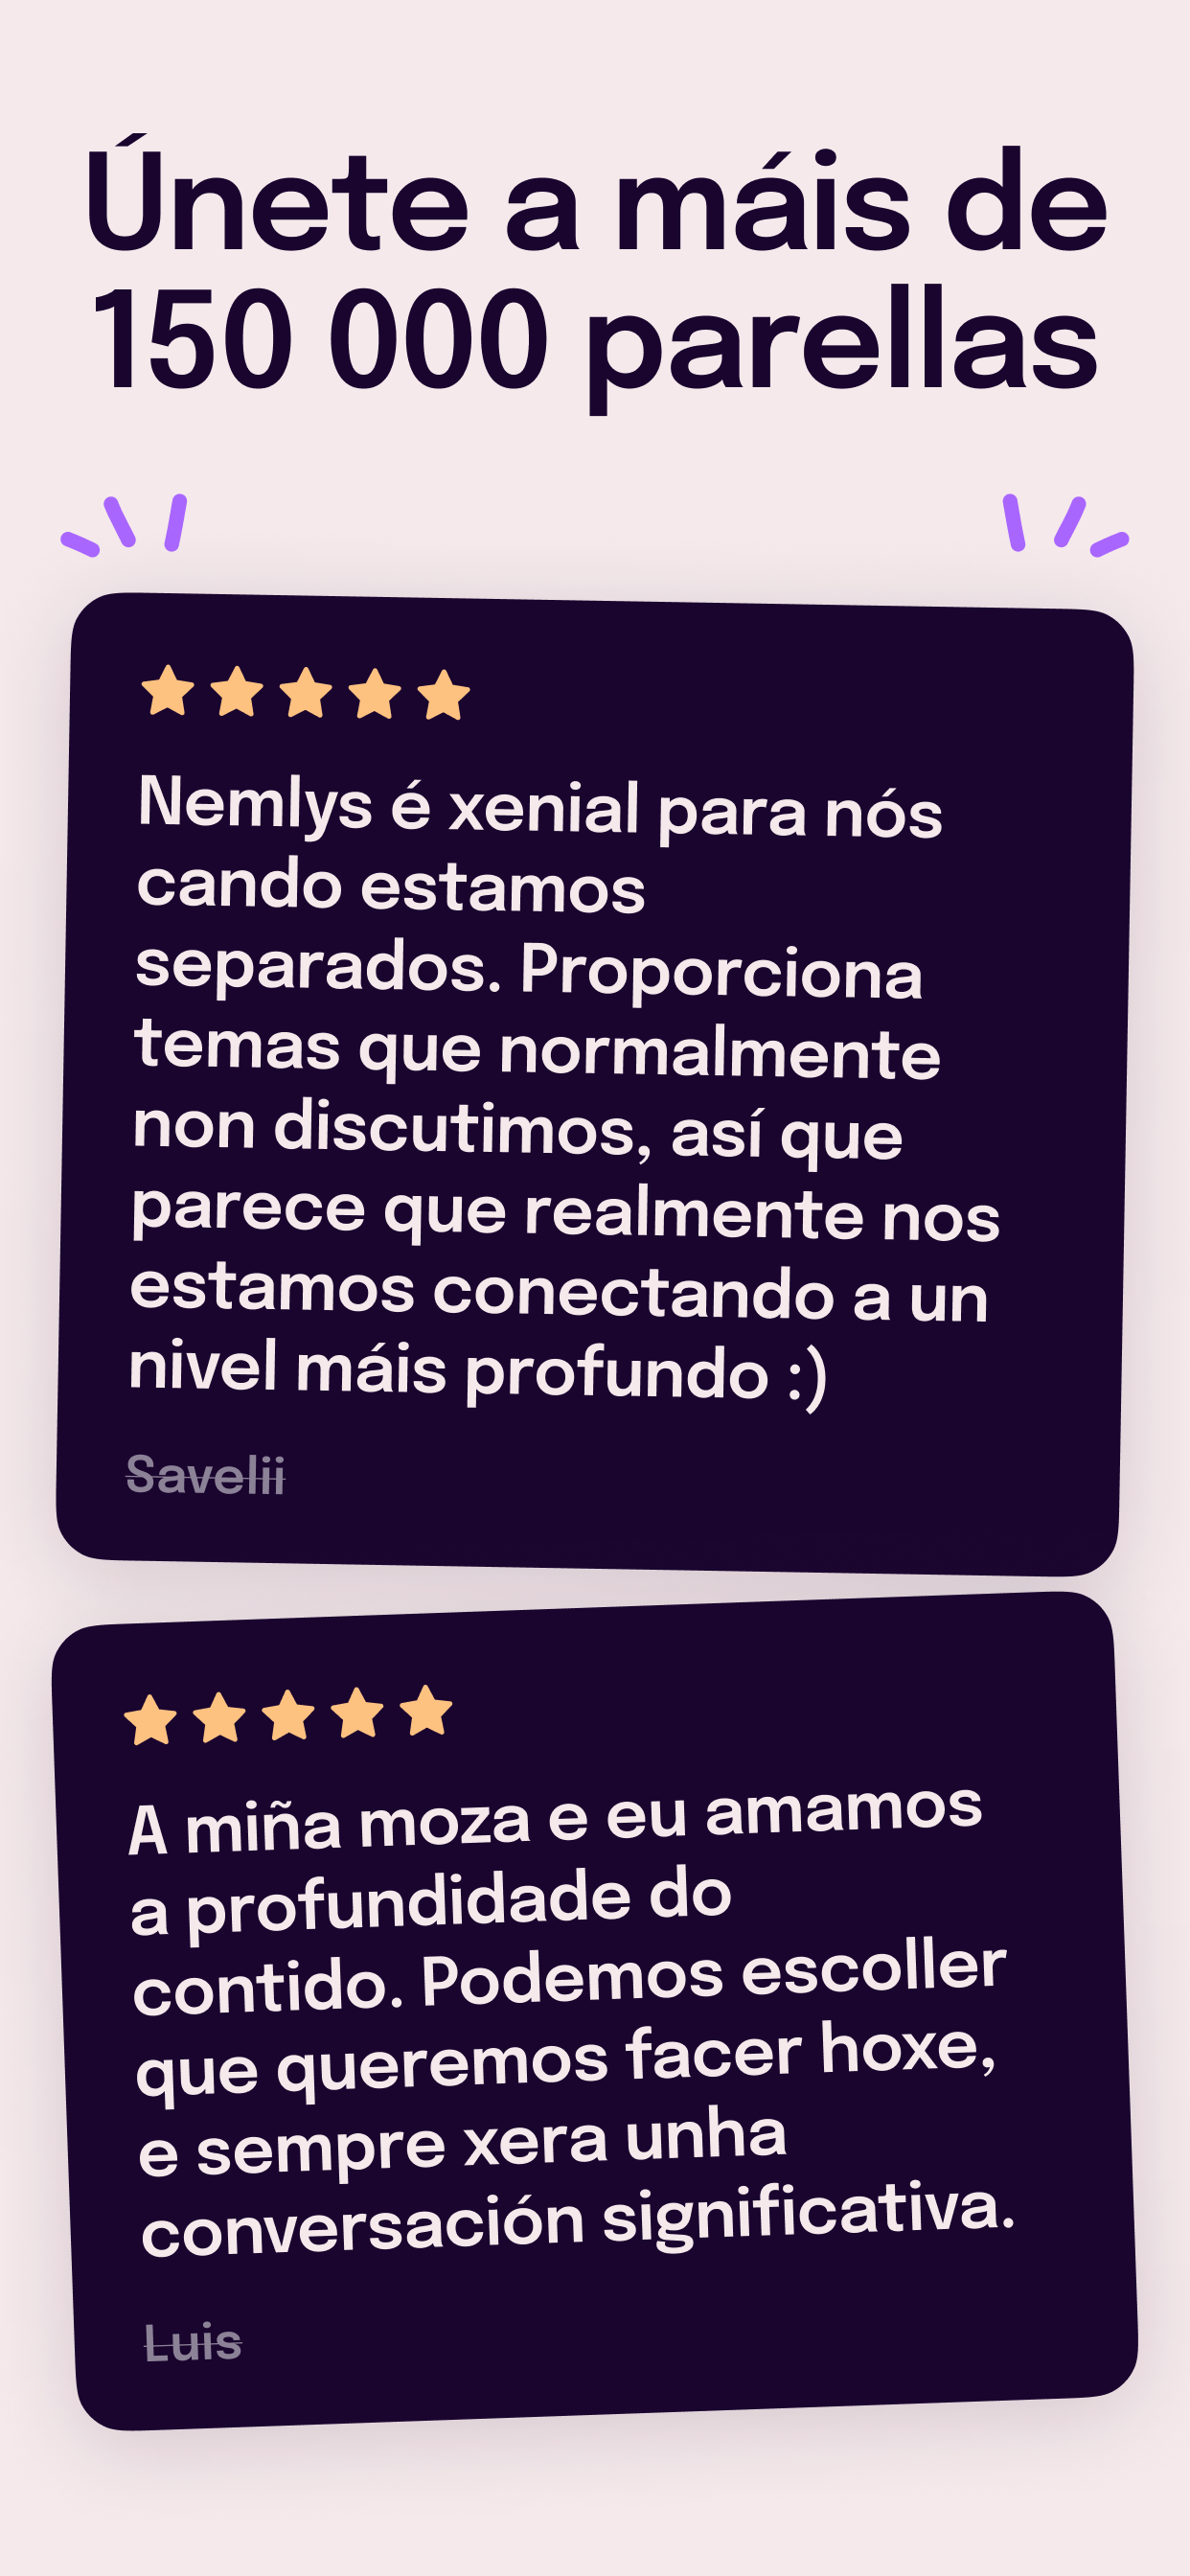 Únete a máis de
150 000 parellas
Nemlys é xenial para nós
cando estamos
separados. Proporciona
temas que normalmente
non discutimos, así que
parece que realmente nos
estamos conectando a un
nivel máis profundo :)
Savelii
A miña moza e eu amamos
a profundidade do
contido. Podemos escoller
que queremos facer hoxe,
e sempre xera unha
conversación significativa.
Luis